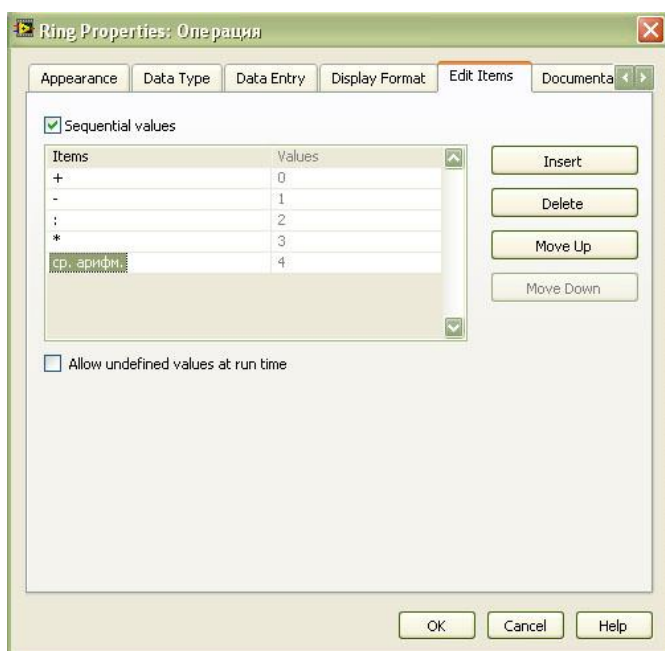 Ring Properties: Операция
Appearance Data Type Data Entry Display Format Edit Items Documenta
Sequential values
Items Values
+ 0
- 1
: 2
* 3
ср. арифм. 4
Insert
Delete
Move Up
Move Down
Allow undefined values at run time
OK Cancel Help